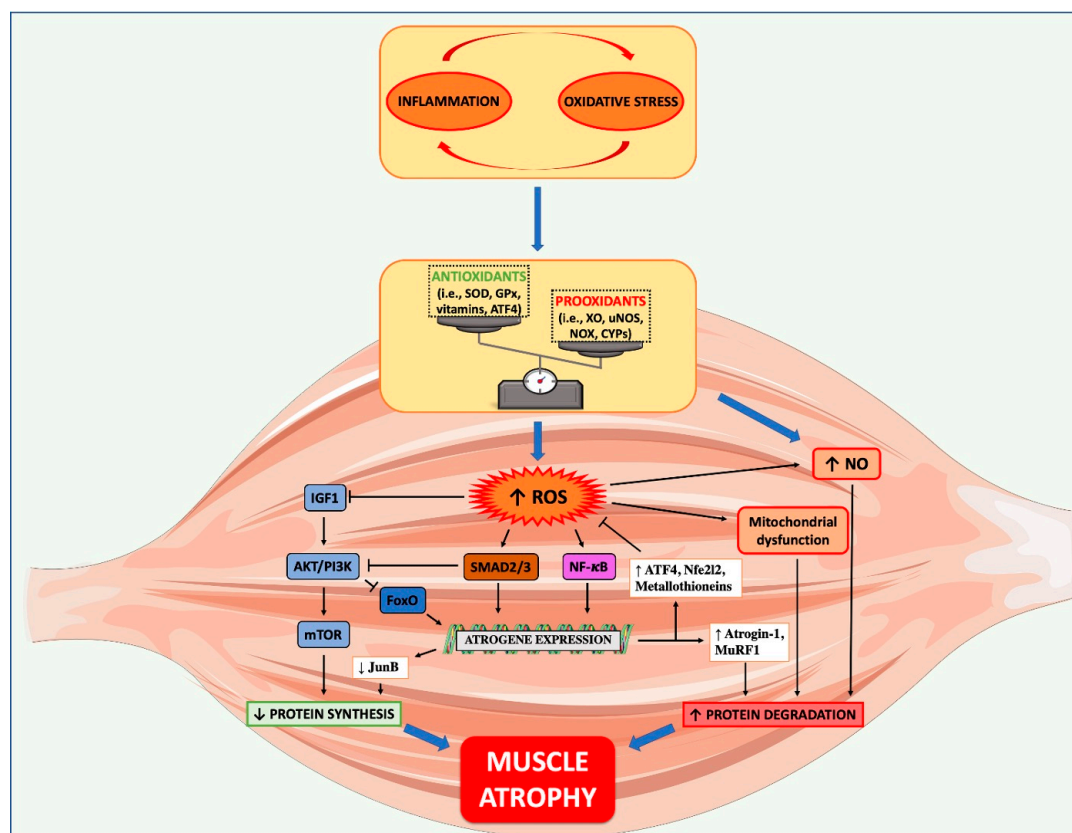 INFLAMMATION
OXIDATIVE STRESS
ANTIOXIDANTS
(i.e., SOD, GPx,
vitamins, ATF4)
PROOXIDANTS
(i.e., XO, uNOS,
NOX, CYPs)
↑ ROS
↑ NO
IGF1
Mitochondrial
dysfunction
AKT/PI3K
SMAD2/3
NF-κB
↑ ATF4, Nfe2l2,
Metallothioneins
FoxO
mTOR
ATROGENE EXPRESSION
↑ Atrogin-1,
MuRF1
↓ JunB
↓ PROTEIN SYNTHESIS
↑ PROTEIN DEGRADATION
MUSCLE
ATROPHY